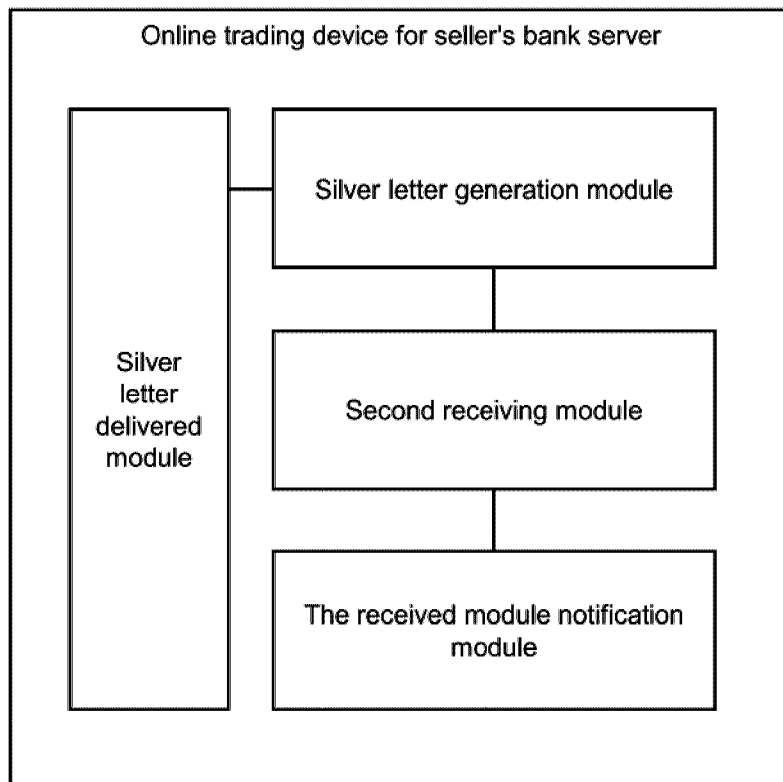 Online trading device for seller's bank server
Silver letter generation module
Silver
letter
delivered
module
Second receiving module
The received module notification
module